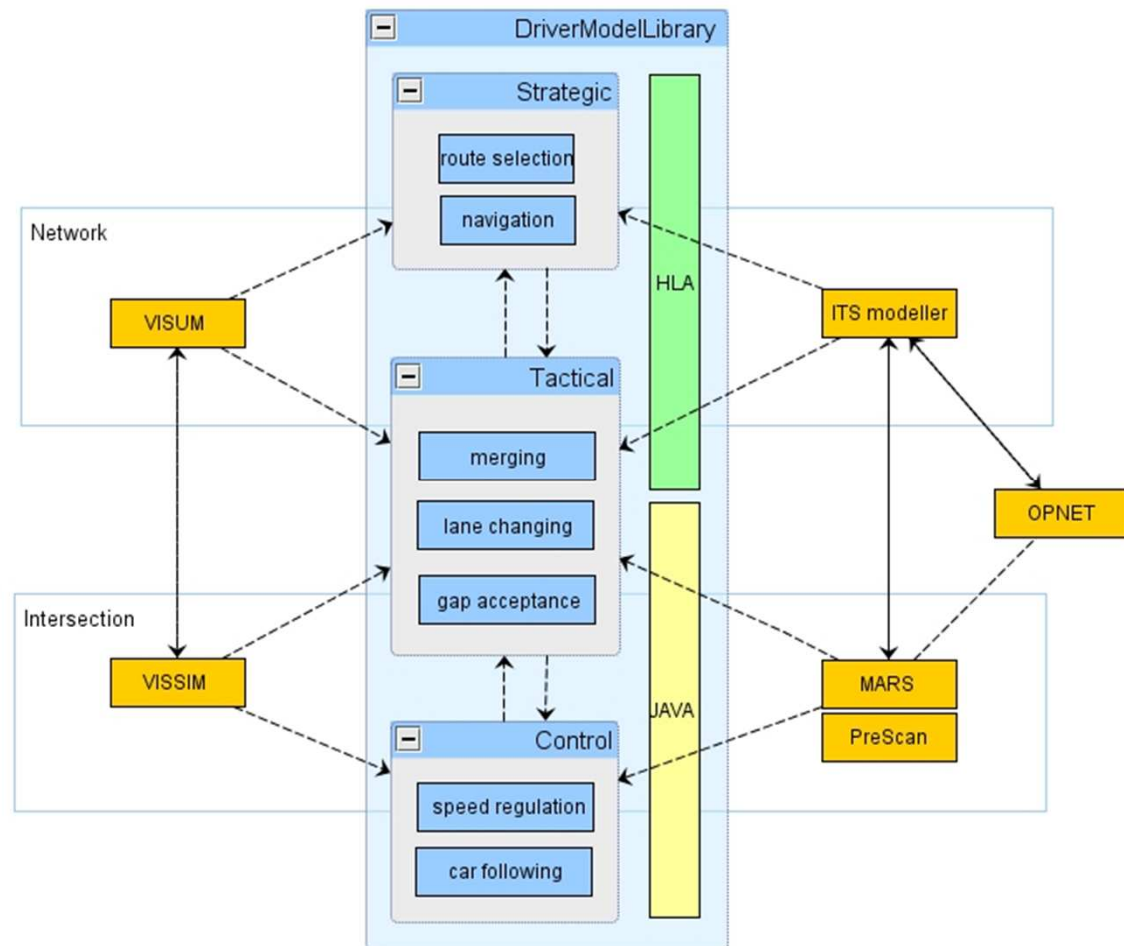 DriverModelLibrary
Strategic
route selection
navigation
Network
HLA
VISUM
ITS modeller
Tactical
merging
lane changing
gap acceptance
OPNET
Intersection
VISSIM
MARS
PreScan
JAVA
Control
speed regulation
car following